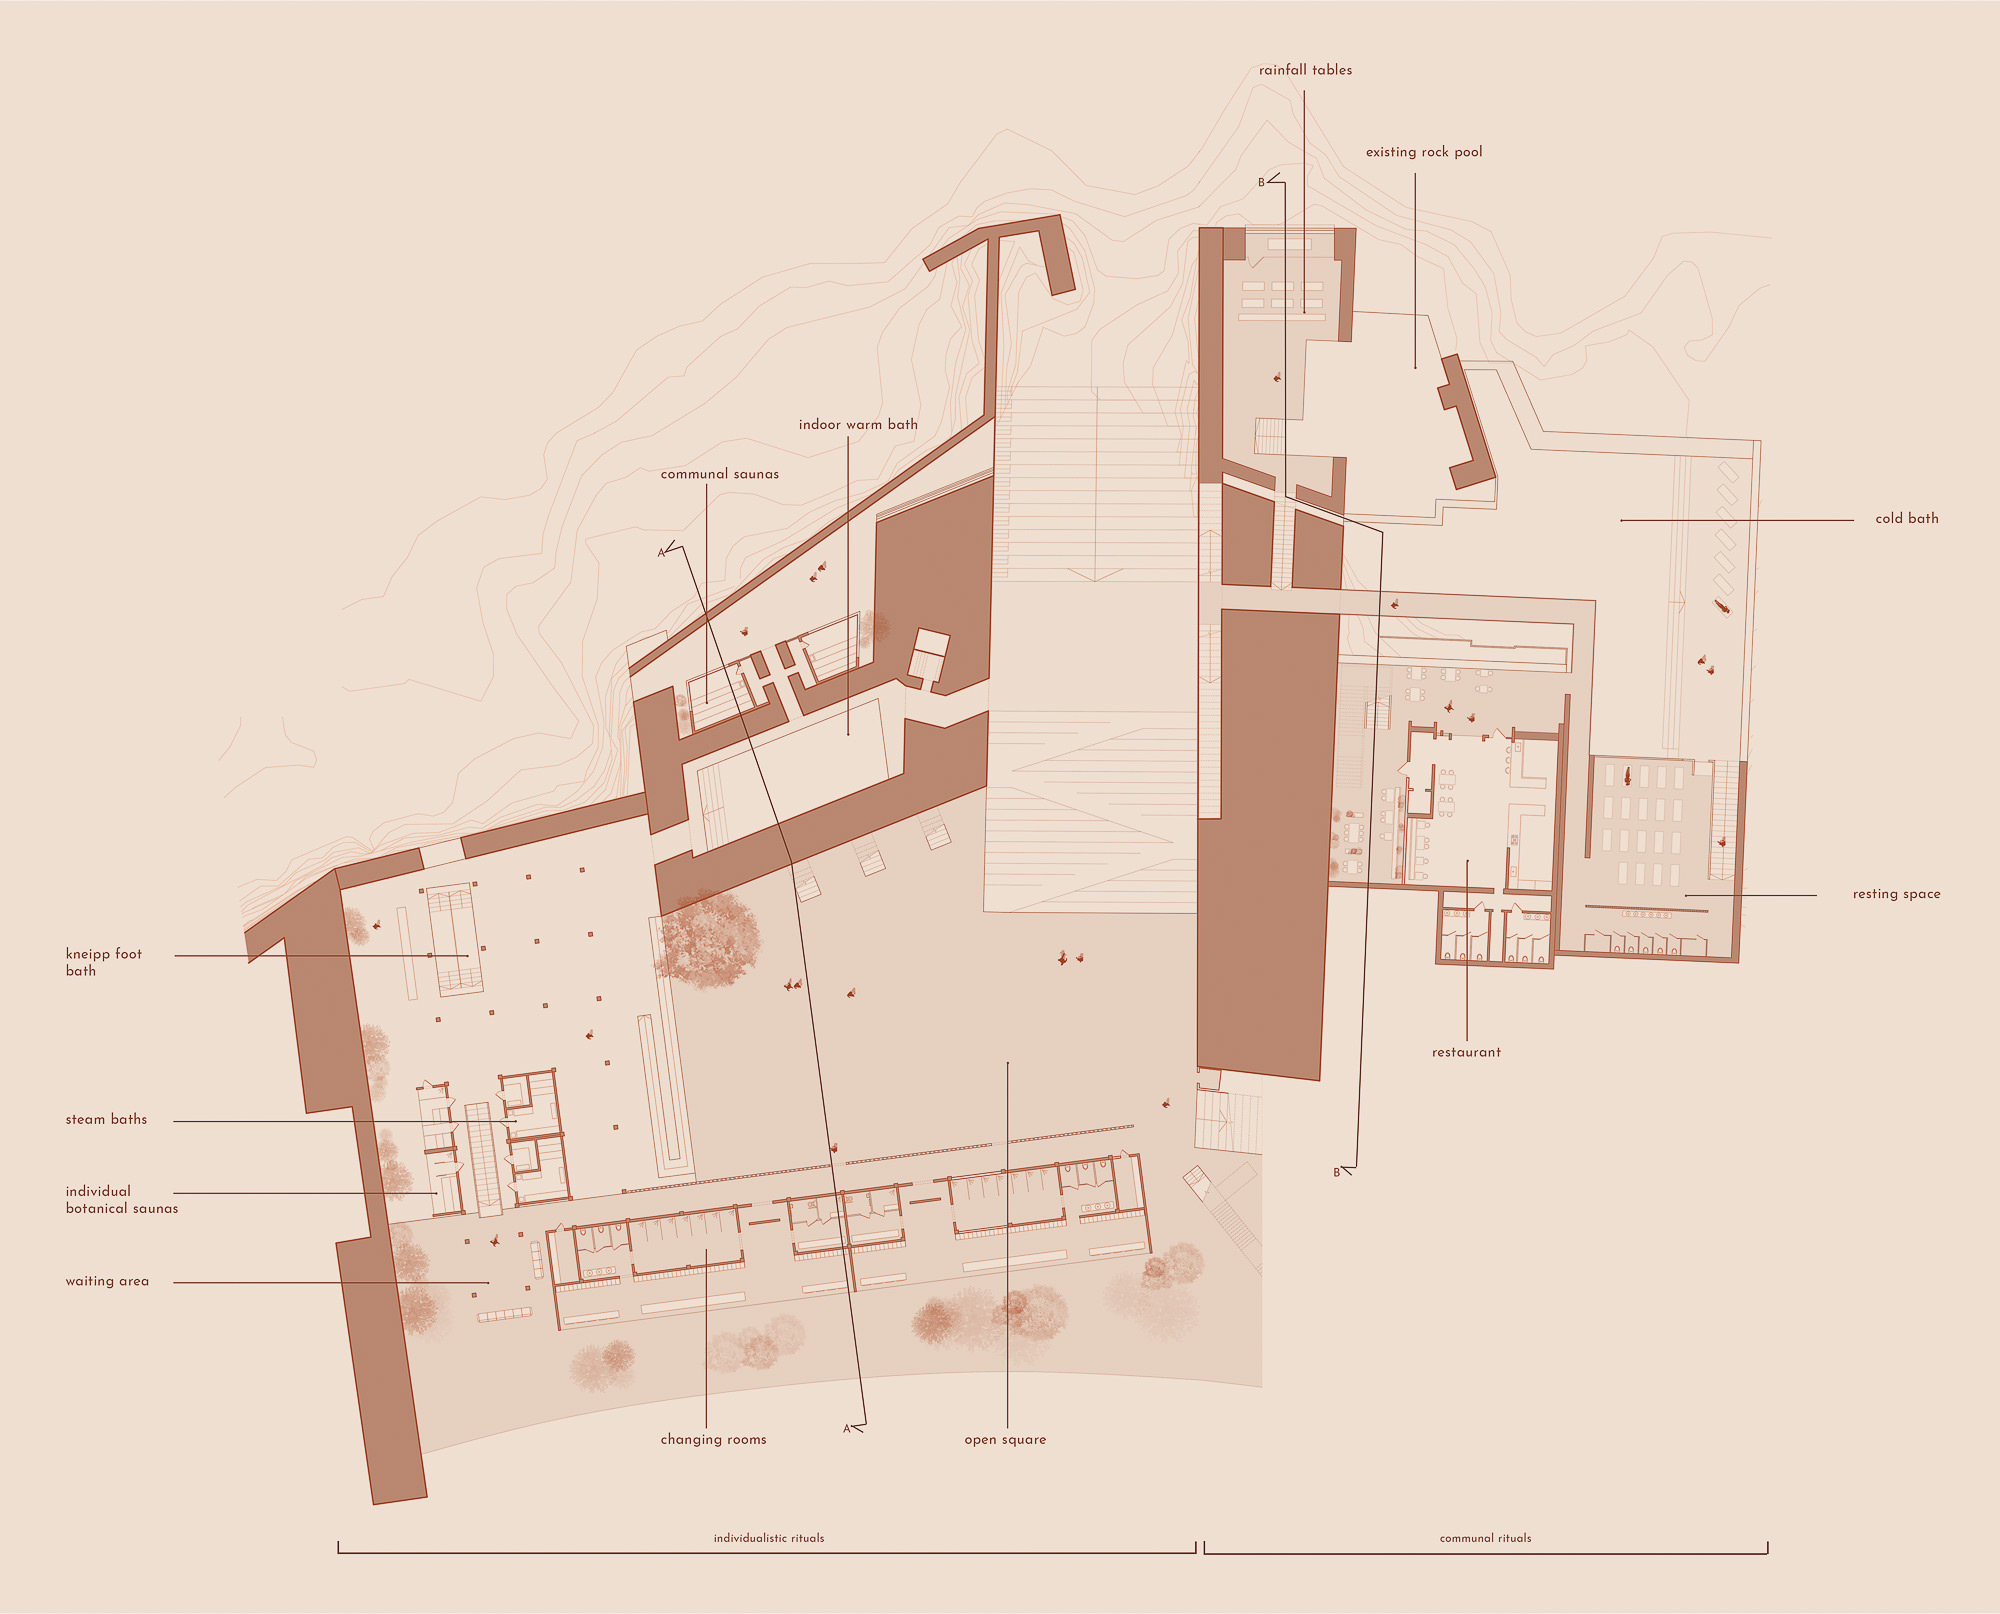 rainfall tables
existing rock pool
B
indoor warm bath
communal saunas
cold bath
A
resting space
kneipp foot
bath
restaurant
steam baths
B
individual
botanical saunas
waiting area
A
changing rooms
open square
individualistic rituals
communal rituals